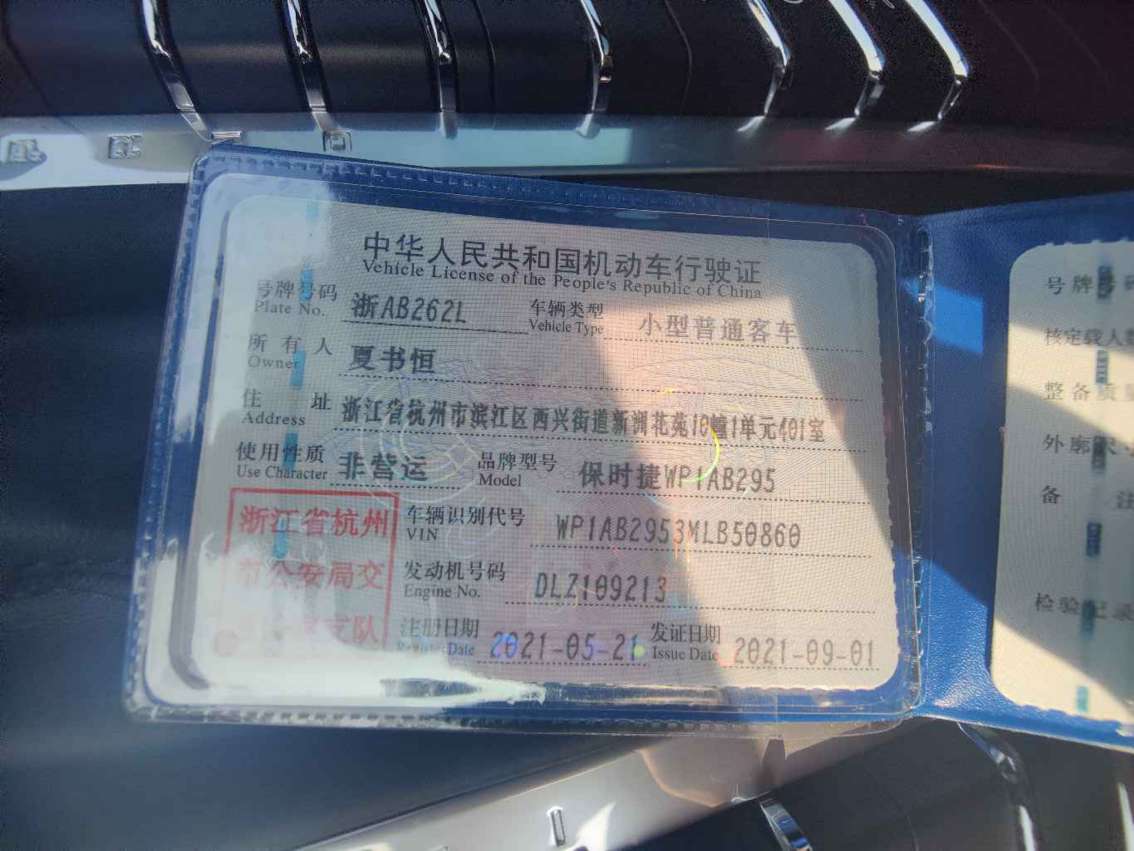 中华人民共和国机动车行驶证
Vehicle License of the People's Republic of China
号牌号码 浙AB262L 车辆类型 小型普通客车
Plate No. Vehicle Type
所有人 夏书恒
Owner
住址 浙江省杭州市滨江区西兴街道新洲花苑10幢1单元401室
Address
使用性质 非营运 品牌型号 保时捷WP1AB295
Use Character Model
浙江省杭州
市公安局交
支队
车辆识别代号 WP1AB2953MLB50860
VIN
发动机号码 DLZ109213
Engine No.
注册日期 2021-05-21 发证日期 2021-09-01
Register Date Issue Date
号牌号码
核定载人数
整备质量
外廓尺寸
备注
检验记录